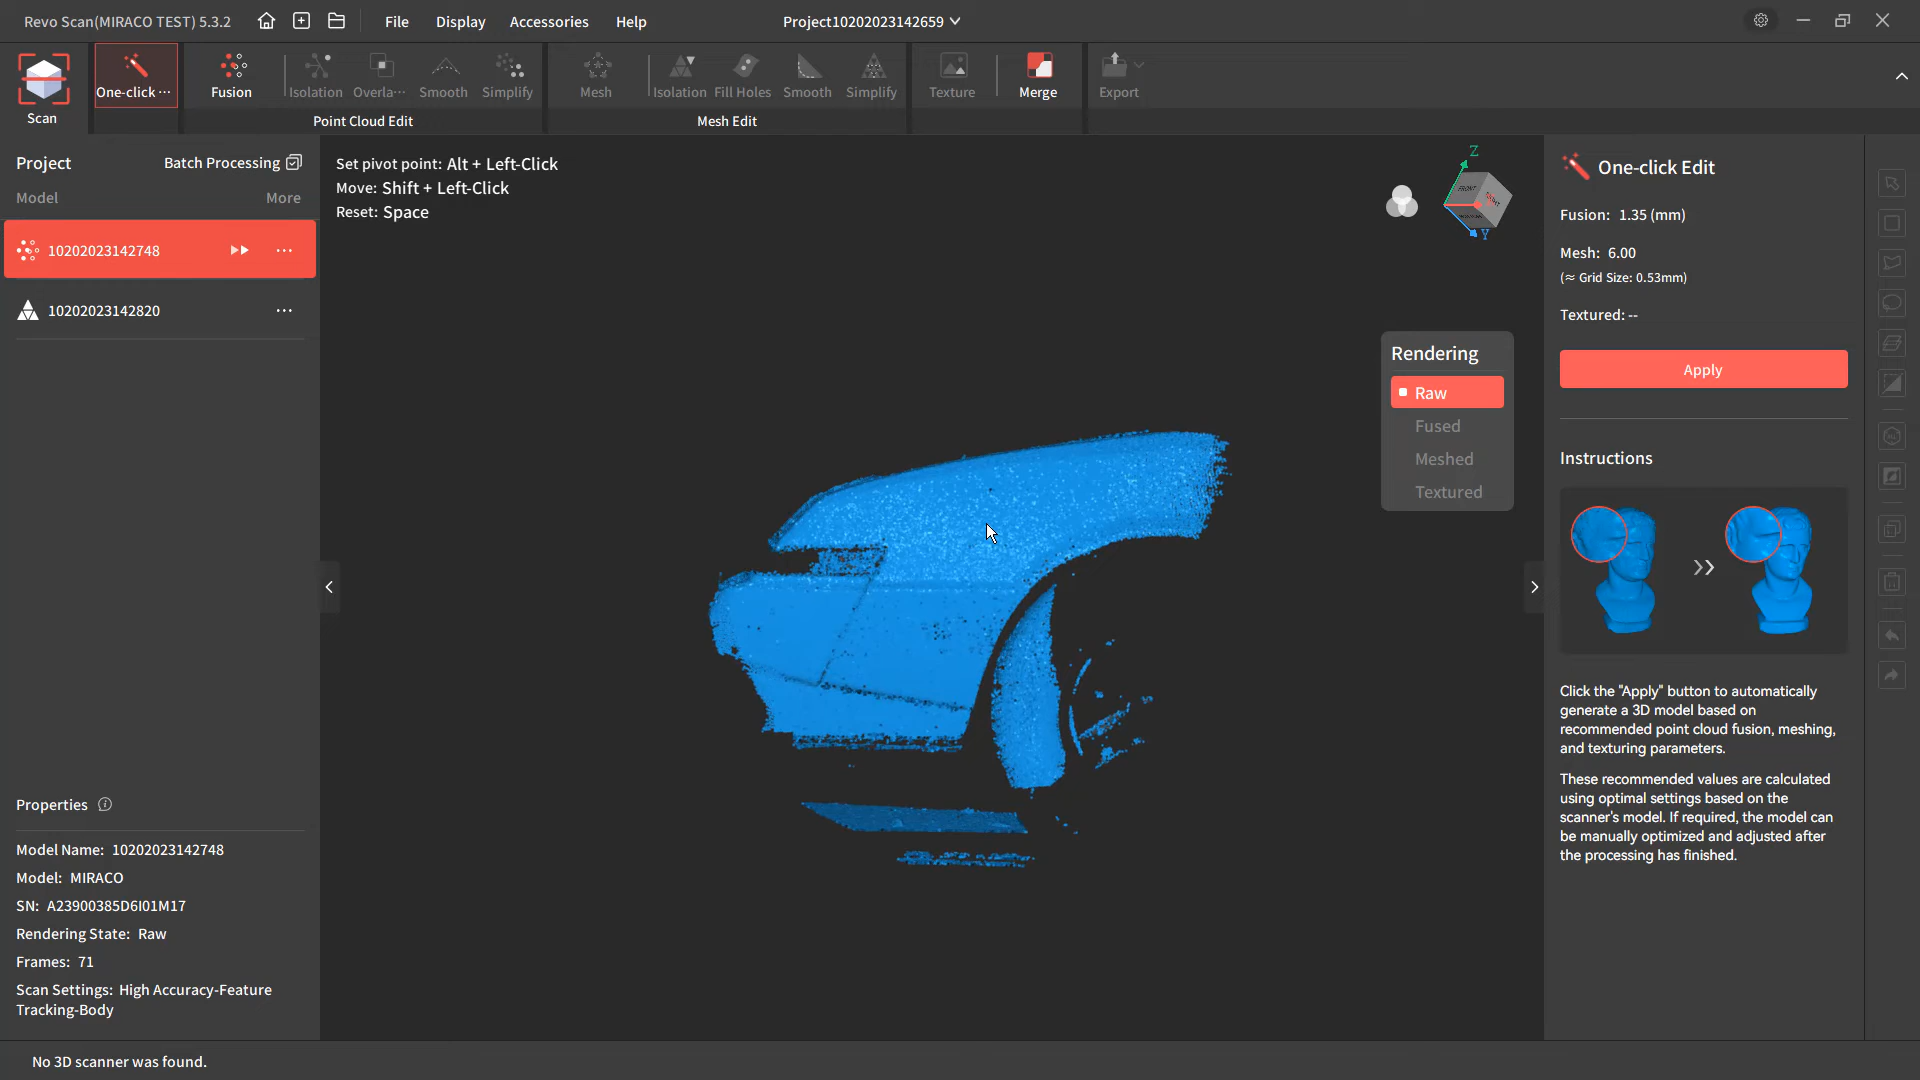 Revo Scan(MIRACO TEST) 5.3.2
File
Display
Accessories
Help
Project10202023142659
Scan
One-click ···
Fusion
Isolation
Overla···
Smooth
Simplify
Point Cloud Edit
Mesh
Isolation
Fill Holes
Smooth
Simplify
Mesh Edit
Texture
Merge
Export
Project
Batch Processing
Model
More
10202023142748
10202023142820
Set pivot point: Alt + Left-Click
Move: Shift + Left-Click
Reset: Space
Z
FRONT
Y
Rendering
Raw
Fused
Meshed
Textured
One-click Edit
Fusion: 1.35 (mm)
Mesh: 6.00
(≈ Grid Size: 0.53mm)
Textured: --
Apply
Instructions
Click the "Apply" button to automatically
generate a 3D model based on
recommended point cloud fusion, meshing,
and texturing parameters.
These recommended values are calculated
using optimal settings based on the
scanner's model. If required, the model can
be manually optimized and adjusted after
the processing has finished.
Properties
Model Name: 10202023142748
Model: MIRACO
SN: A23900385D6I01M17
Rendering State: Raw
Frames: 71
Scan Settings: High Accuracy-Feature
Tracking-Body
No 3D scanner was found.